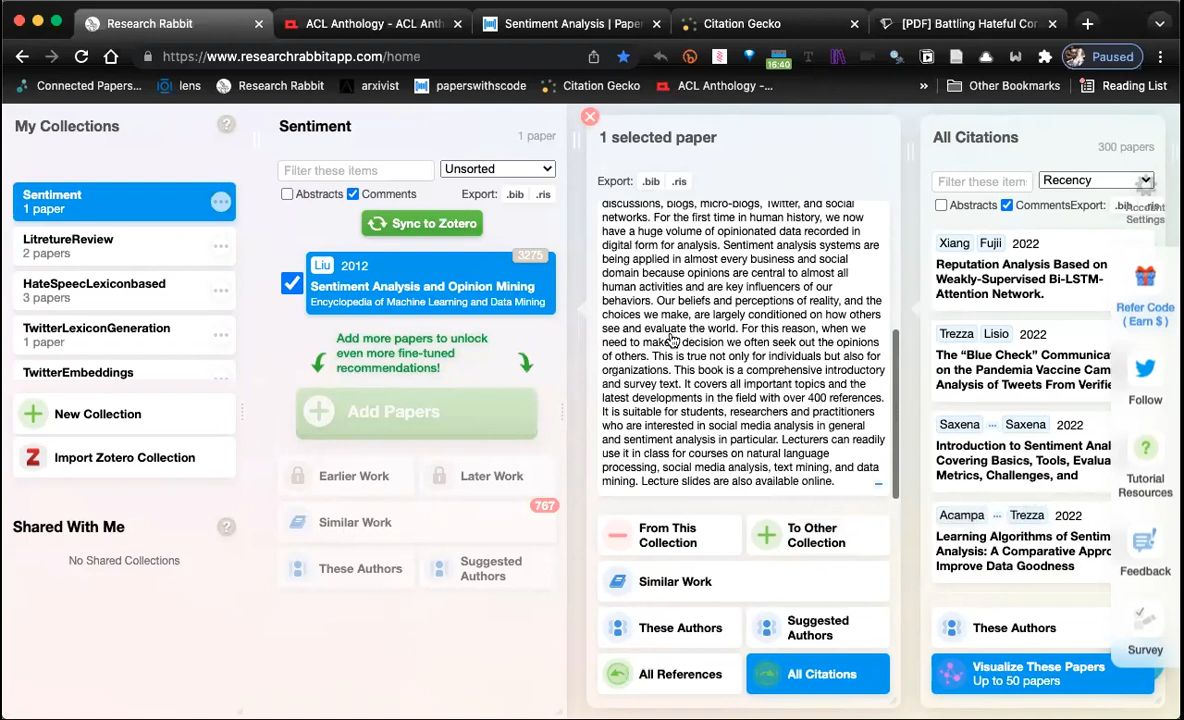 Research Rabbit
ACL Anthology - ACL Anth
Sentiment Analysis | Pape
Citation Gecko
[PDF] Battling Hateful Cor
https://www.researchrabbitapp.com/home
16:40
Paused
Connected Papers...
lens
Research Rabbit
arxivist
paperswithcode
Citation Gecko
ACL Anthology -...
»
Other Bookmarks
Reading List
My Collections
?
Sentiment
1 paper
LitretureReview
2 papers
HateSpeecLexiconbased
3 papers
TwitterLexiconGeneration
1 paper
TwitterEmbeddings
New Collection
Z
Import Zotero Collection
Shared With Me
?
No Shared Collections
Sentiment
1 paper
Filter these items
Unsorted
Abstracts
Comments
Export:
.bib
.ris
Sync to Zotero
3275
Liu 2012
Sentiment Analysis and Opinion Mining
Encyclopedia of Machine Learning and Data Mining
Add more papers to unlock
even more fine-tuned
recommendations!
Add Papers
Earlier Work
Later Work
767
Similar Work
These Authors
Suggested
Authors
1 selected paper
Export: .bib .ris
discussions, blogs, micro-blogs, Twitter, and social
networks. For the first time in human history, we now
have a huge volume of opinionated data recorded in
digital form for analysis. Sentiment analysis systems are
being applied in almost every business and social
domain because opinions are central to almost all
human activities and are key influencers of our
behaviors. Our beliefs and perceptions of reality, and the
choices we make, are largely conditioned on how others
see and evaluate the world. For this reason, when we
need to make decision we often seek out the opinions
of others. This is true not only for individuals but also for
organizations. This book is a comprehensive introductory
and survey text. It covers all important topics and the
latest developments in the field with over 400 references.
It is suitable for students, researchers and practitioners
who are interested in social media analysis in general
and sentiment analysis in particular. Lecturers can readily
use it in class for courses on natural language
processing, social media analysis, text mining, and data
mining. Lecture slides are also available online.
From This
Collection
To Other
Collection
Similar Work
These Authors
Suggested
Authors
All References
All Citations
All Citations
300 papers
Filter these items
Recency
Abstracts
Comments
Export:
.bib
.ris
Xiang Fujii 2022
Reputation Analysis Based on
Weakly-Supervised Bi-LSTM-
Attention Network.
Trezza Lisio 2022
The “Blue Check” Communica
on the Pandemic Vaccine Cam
Analysis of Tweets From Verifie
Saxena ... Saxena 2022
Introduction to Sentiment Anal
Covering Basics, Tools, Evalua
Metrics, Challenges, and
Acampa ... Trezza 2022
Learning Algorithms of Sentim
Analysis: A Comparative Appro
Improve Data Goodness
These Authors
Visualize These Papers
Up to 50 papers
Account
Settings
Refer Code
(Earn $)
Follow
?
Tutorial
Resources
Feedback
Survey